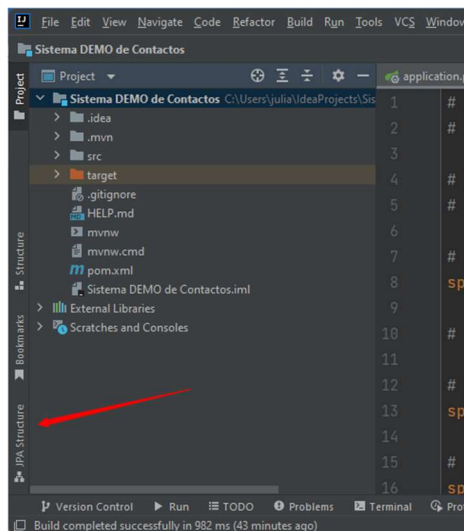 File Edit View Navigate Code Refactor Build Run Tools VCS Window
Sistema DEMO de Contactos
Project
Project
application.p
Sistema DEMO de Contactos C:\Users\julia\IdeaProjects\Sis
.idea
.mvn
src
target
.gitignore
HELP.md
mvnw
mvnw.cmd
pom.xml
Sistema DEMO de Contactos.iml
External Libraries
Scratches and Consoles
1 #
2 #
3
4 #
5 #
6
7 #
8 sp
9
10 #
11
12 #
13 sp
14
15 #
16 sp
Structure
Bookmarks
JPA Structure
Version Control Run TODO Problems Terminal Pro
Build completed successfully in 982 ms (43 minutes ago)